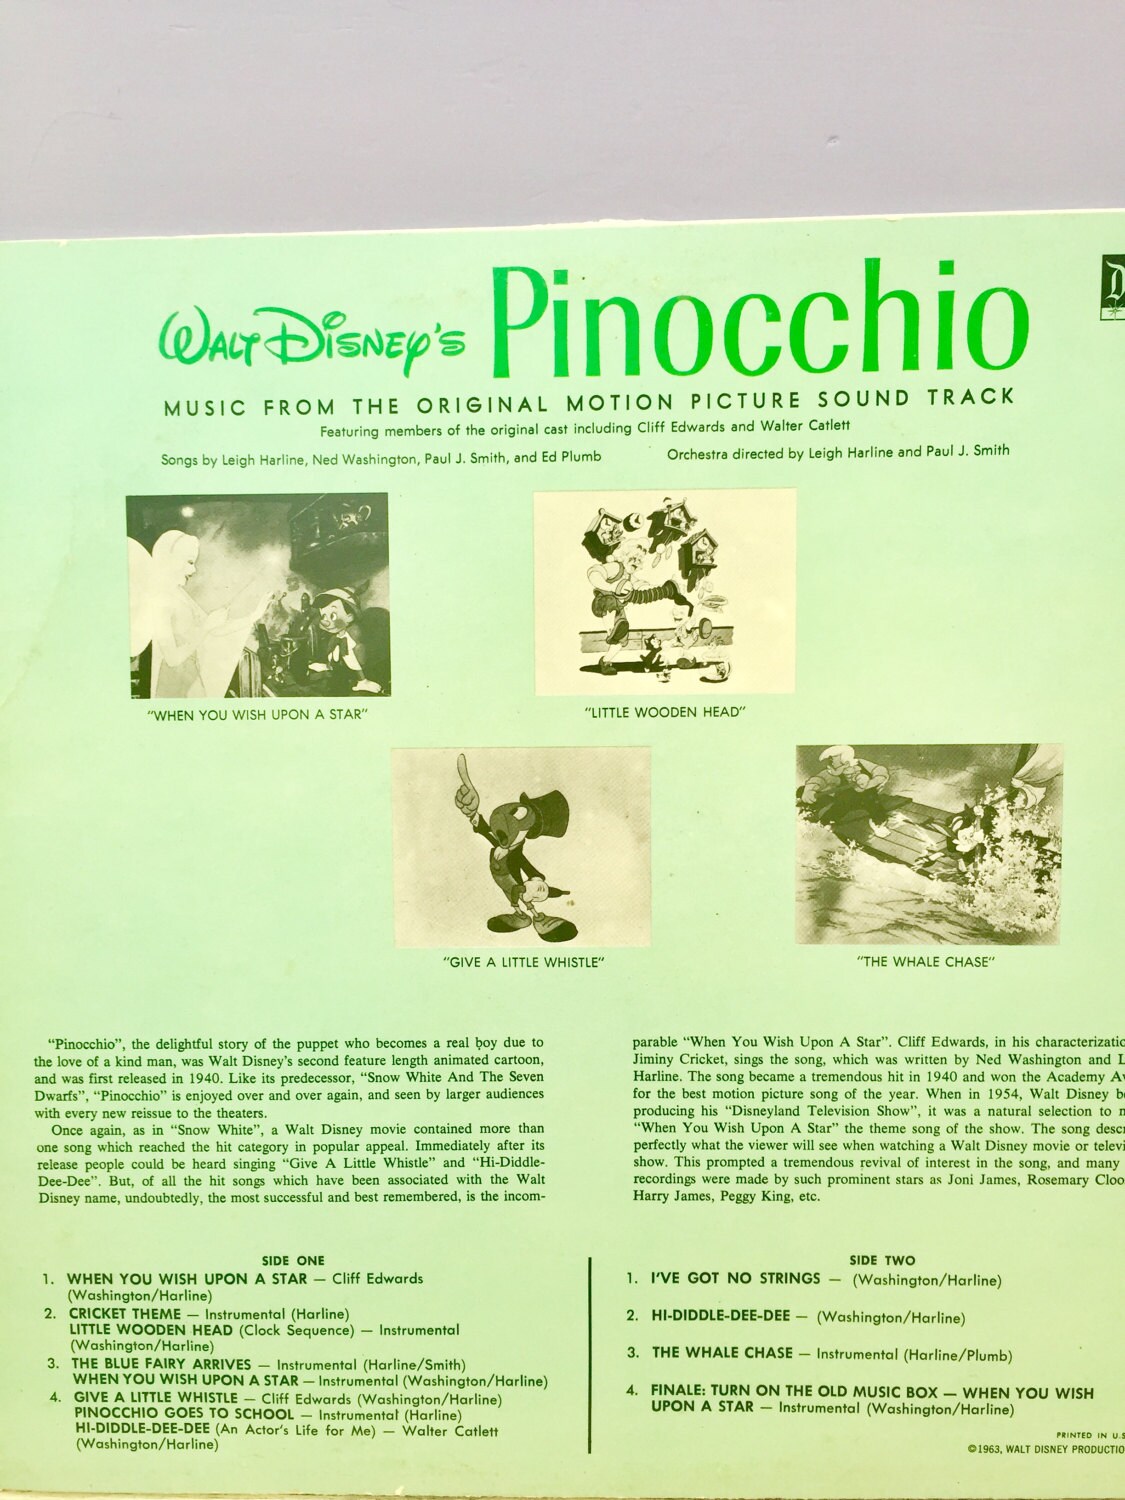 WALT DISNEY'S Pinocchio
MUSIC FROM THE ORIGINAL MOTION PICTURE SOUND TRACK
Featuring members of the original cast including Cliff Edwards and Walter Catlett
Songs by Leigh Harline, Ned Washington, Paul J. Smith, and Ed Plumb
Orchestra directed by Leigh Harline and Paul J. Smith
"WHEN YOU WISH UPON A STAR"
"LITTLE WOODEN HEAD"
"GIVE A LITTLE WHISTLE"
"THE WHALE CHASE"
"Pinocchio", the delightful story of the puppet who becomes a real boy due to
the love of a kind man, was Walt Disney's second feature length animated cartoon,
and was first released in 1940. Like its predecessor, "Snow White And The Seven
Dwarfs", "Pinocchio" is enjoyed over and over again, and seen by larger audiences
with every new reissue to the theaters.
Once again, as in "Snow White", a Walt Disney movie contained more than
one song which reached the hit category in popular appeal. Immediately after its
release people could be heard singing "Give A Little Whistle" and "Hi-Diddle-
Dee-Dee". But, of all the hit songs which have been associated with the Walt
Disney name, undoubtedly, the most successful and best remembered, is the incom-
parable "When You Wish Upon A Star". Cliff Edwards, in his
Jiminy Cricket, sings the song, which was written by Ned Washington and
Harline. The song became a tremendous hit in 1940 and won the Academy
for the best motion picture song of the year. When in 1954, Walt Disney
producing his "Disneyland Television Show", it was a natural selection to
"When You Wish Upon A Star" the theme song of the show. The song
perfectly what the viewer will see when watching a Walt Disney movie or
show. This prompted a tremendous revival of interest in the song, and many
recordings were made by such prominent stars as Joni James, Rosemary
Harry James, Peggy King, etc.
SIDE ONE
1. WHEN YOU WISH UPON A STAR — Cliff Edwards
(Washington/Harline)
2. CRICKET THEME — Instrumental (Harline)
LITTLE WOODEN HEAD (Clock Sequence) — Instrumental
(Washington/Harline)
3. THE BLUE FAIRY ARRIVES — Instrumental (Harline/Smith)
WHEN YOU WISH UPON A STAR — Instrumental (Washington/Harline)
4. GIVE A LITTLE WHISTLE — Cliff Edwards (Washington/Harline)
PINOCCHIO GOES TO SCHOOL — Instrumental (Harline)
HI-DIDDLE-DEE-DEE (An Actor's Life for Me) — Walter Catlett
(Washington/Harline)
SIDE TWO
1. I'VE GOT NO STRINGS — (Washington/Harline)
2. HI-DIDDLE-DEE-DEE — (Washington/Harline)
3. THE WHALE CHASE — Instrumental (Harline/Plumb)
4. FINALE: TURN ON THE OLD MUSIC BOX — WHEN YOU WISH
UPON A STAR — Instrumental (Washington/Harline)
PRINTED IN
©1963, WALT DISNEY